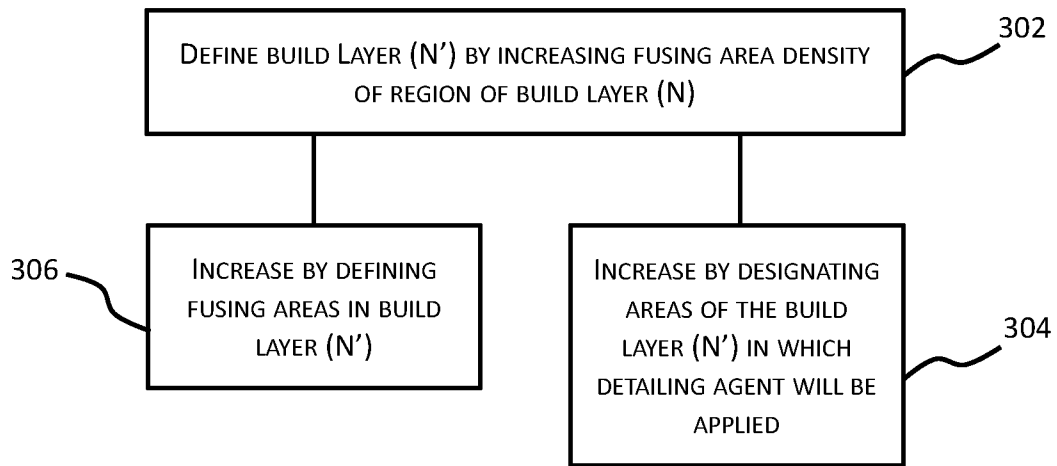 302
DEFINE BUILD LAYER (N') BY INCREASING FUSING AREA DENSITY
OF REGION OF BUILD LAYER (N)
306
INCREASE BY DEFINING
FUSING AREAS IN BUILD
LAYER (N')
INCREASE BY DESIGNATING
AREAS OF THE BUILD
LAYER (N') IN WHICH
DETAILING AGENT WILL BE
APPLIED
304